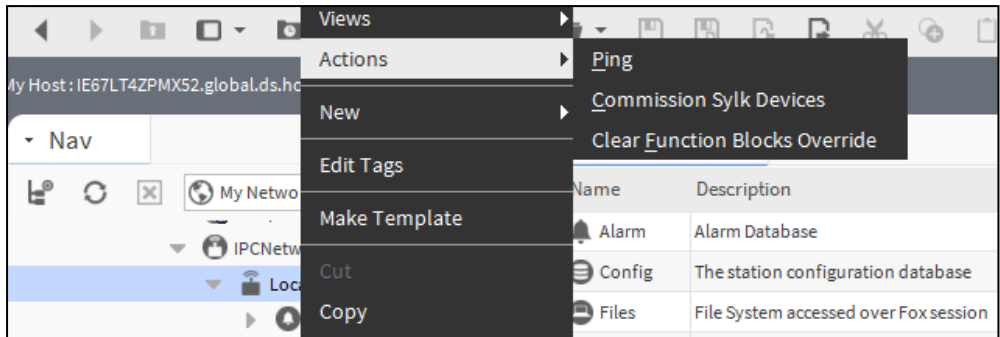 Views
Actions
Ping
My Host : IE67LT4ZPMX52.global.ds.ho
Commission Sylk Devices
New
Clear Function Blocks Override
Nav
Edit Tags
My Netwo
Name Description
Make Template
Alarm Alarm Database
IPCNetw
Cut
Config The station configuration database
Loca
Copy
Files File System accessed over Fox session